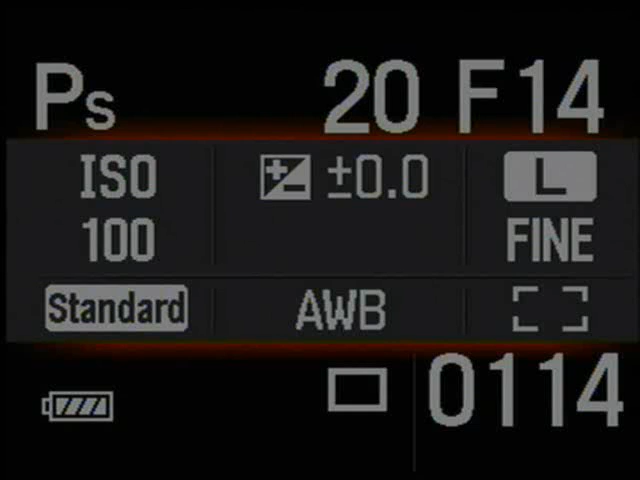 Ps 20 F14
ISO ±0.0 L
100 FINE
Standard AWB
0114